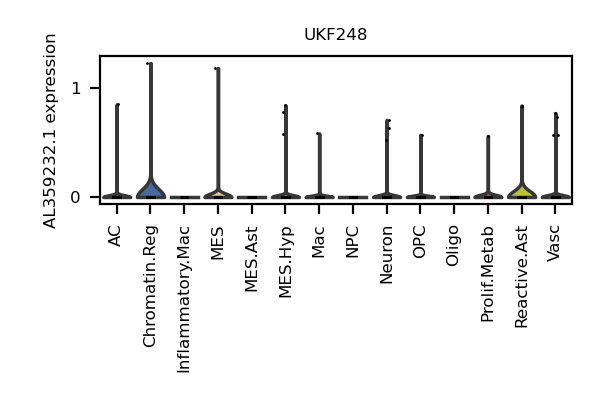 UKF248
AL359232.1 expression
1
0
AC
Chromatin.Reg
Inflammatory.Mac
MES
MES.Ast
MES.Hyp
Mac
NPC
Neuron
OPC
Oligo
Prolif.Metab
Reactive.Ast
Vasc